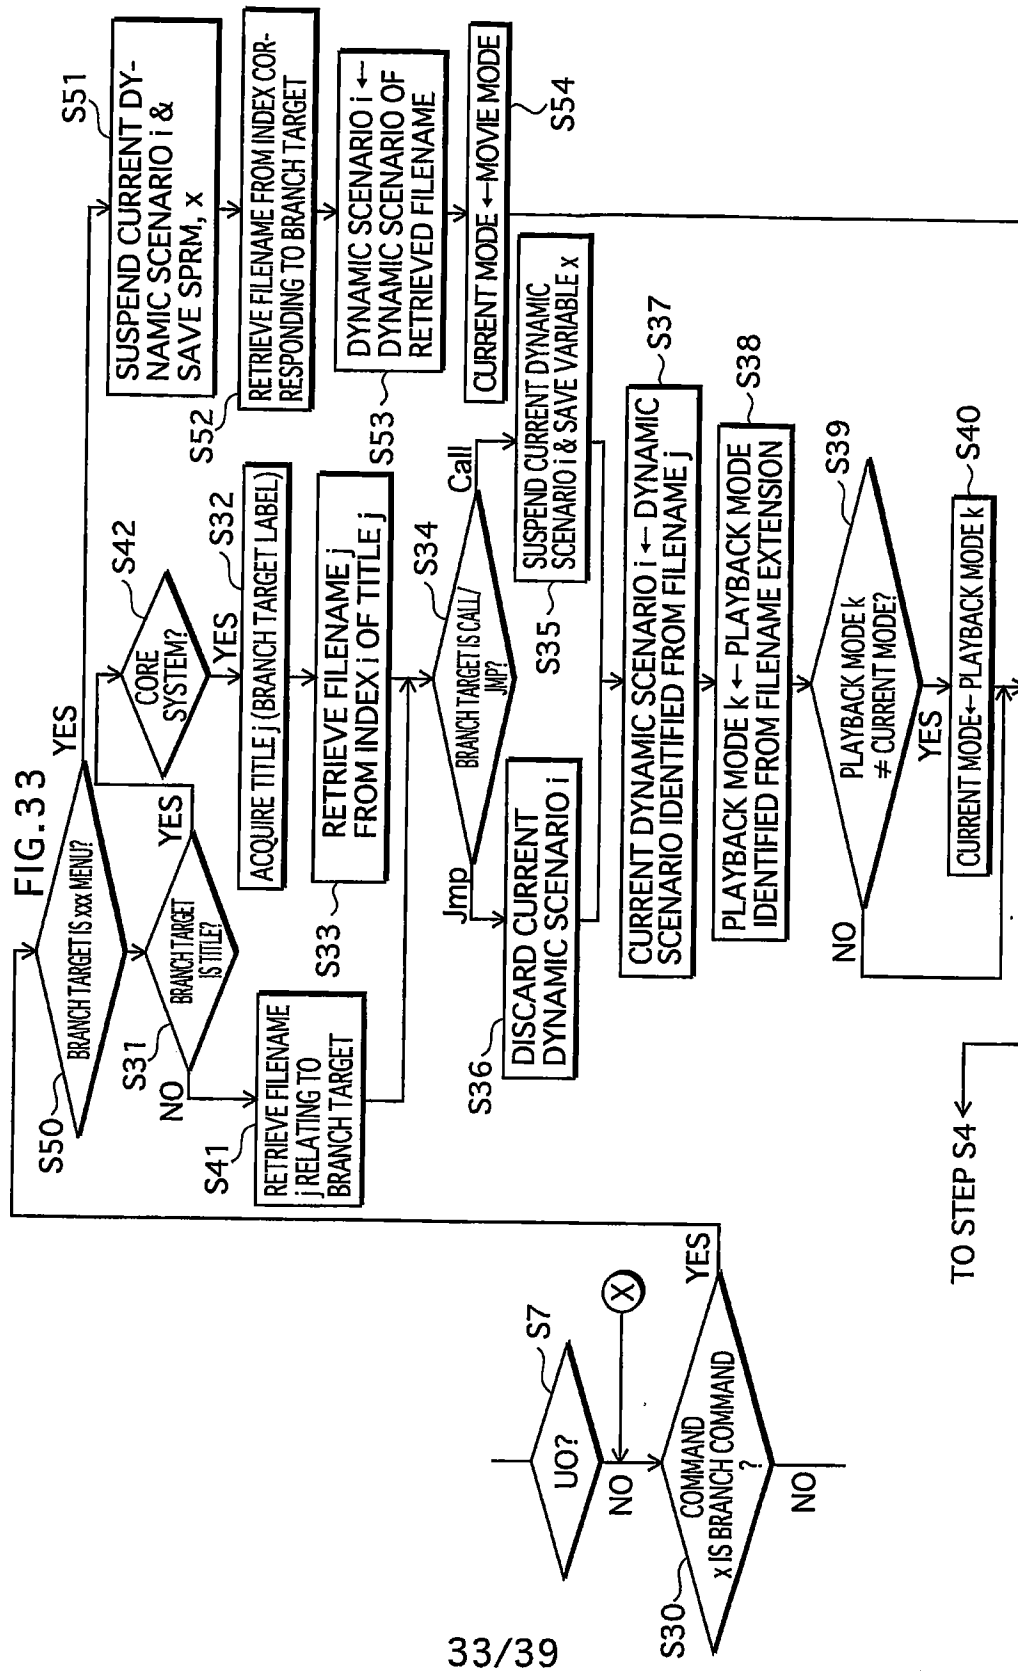 FIG.33
UO?
S7
NO
X
COMMAND
x IS BRANCH COMMAND
?
S30
YES
NO
BRANCH TARGET IS xxx MENU?
S50
YES
BRANCH TARGET
IS TITLE?
S31
YES
NO
CORE
SYSTEM?
S42
YES
RETRIEVE FILENAME
j RELATING TO
BRANCH TARGET
S41
ACQUIRE TITLE j (BRANCH TARGET LABEL)
S32
RETRIEVE FILENAME j
FROM INDEX i OF TITLE j
S33
BRANCH TARGET IS CALL/
JMP?
S34
Jmp
Call
DISCARD CURRENT
DYNAMIC SCENARIO i
S36
SUSPEND CURRENT DYNAMIC
SCENARIO i & SAVE VARIABLE x
S35
CURRENT DYNAMIC SCENARIO i ← DYNAMIC
SCENARIO IDENTIFIED FROM FILENAME j
S37
PLAYBACK MODE k ← PLAYBACK MODE
IDENTIFIED FROM FILENAME EXTENSION
S38
PLAYBACK MODE k
≠ CURRENT MODE?
S39
NO
YES
CURRENT MODE ← PLAYBACK MODE k
S40
SUSPEND CURRENT DY-
NAMIC SCENARIO i &
SAVE SPRM, x
S51
RETRIEVE FILENAME FROM INDEX COR-
RESPONDING TO BRANCH TARGET
S52
DYNAMIC SCENARIO i ←
DYNAMIC SCENARIO OF
RETRIEVED FILENAME
S53
CURRENT MODE ← MOVIE MODE
S54
TO STEP S4
33/39